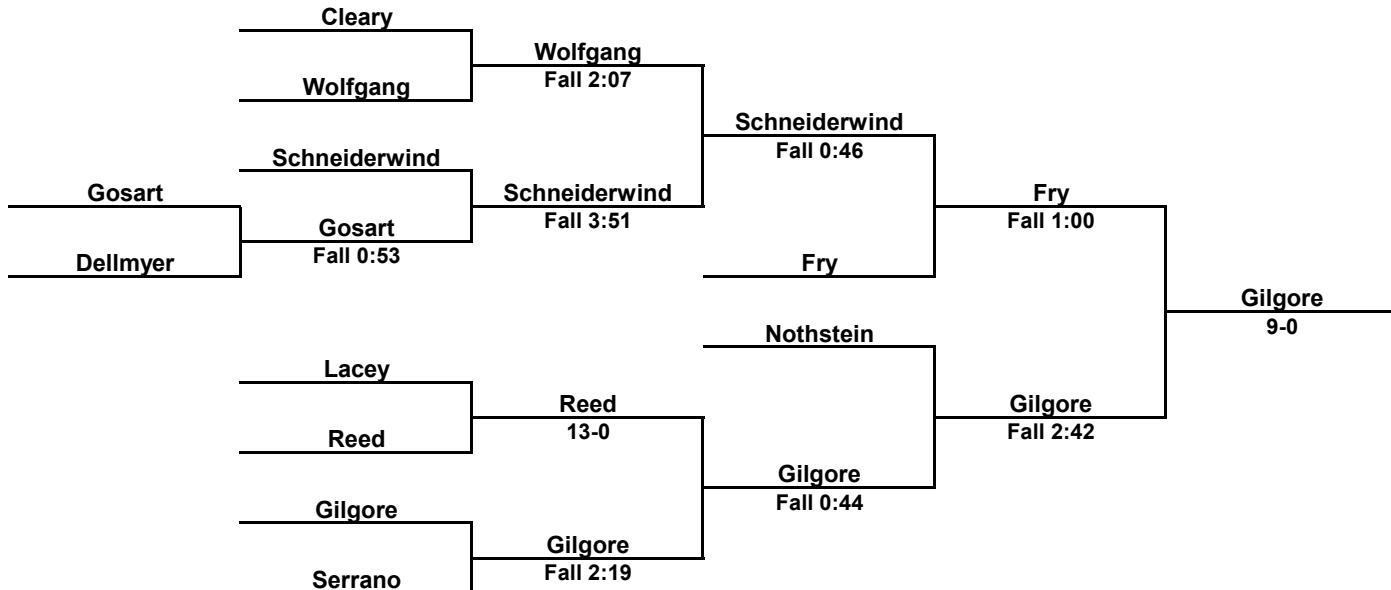 Cleary
Wolfgang
Fall 2:07
Wolfgang
Schneiderwind
Fall 0:46
Schneiderwind
Gosart
Schneiderwind
Fall 3:51
Fry
Fall 1:00
Gosart
Fall 0:53
Dellmyer
Fry
Gilgore
9-0
Nothstein
Lacey
Reed
13-0
Gilgore
Fall 2:42
Reed
Gilgore
Fall 0:44
Gilgore
Gilgore
Fall 2:19
Serrano